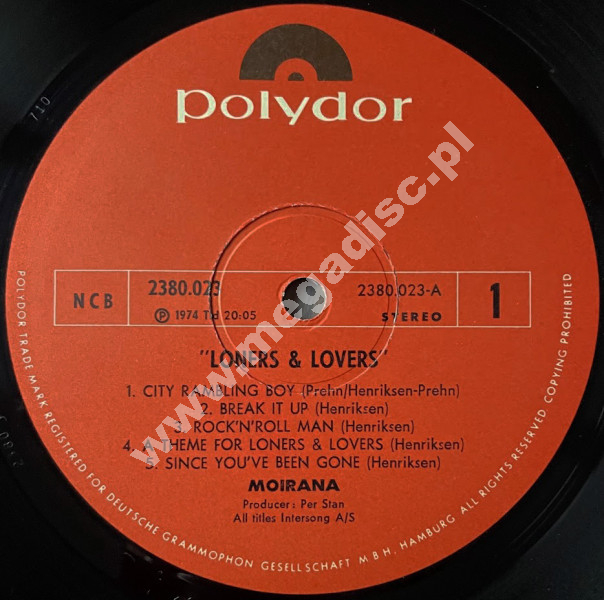 polydor
NCB
2380.023
℗ 1974 Td 20:05
2380.023-A
STEREO
1
"LONERS & LOVERS"
1. CITY RAMBLING BOY (Prehn/Henriksen-Prehn)
2. BREAK IT UP (Henriksen)
3. ROCK'N'ROLL MAN (Henriksen)
4. A THEME FOR LONERS & LOVERS (Henriksen)
5. SINCE YOU'VE BEEN GONE (Henriksen)
MOIRANA
Producer: Per Stan
All titles Intersong A/S
POLYDOR TRADE MARK REGISTERED FOR DEUTSCHE GRAMMOPHON GESELLSCHAFT M B H. HAMBURG ALL RIGHTS RESERVED COPYING PROHIBITED
710
www.megadisc.pl